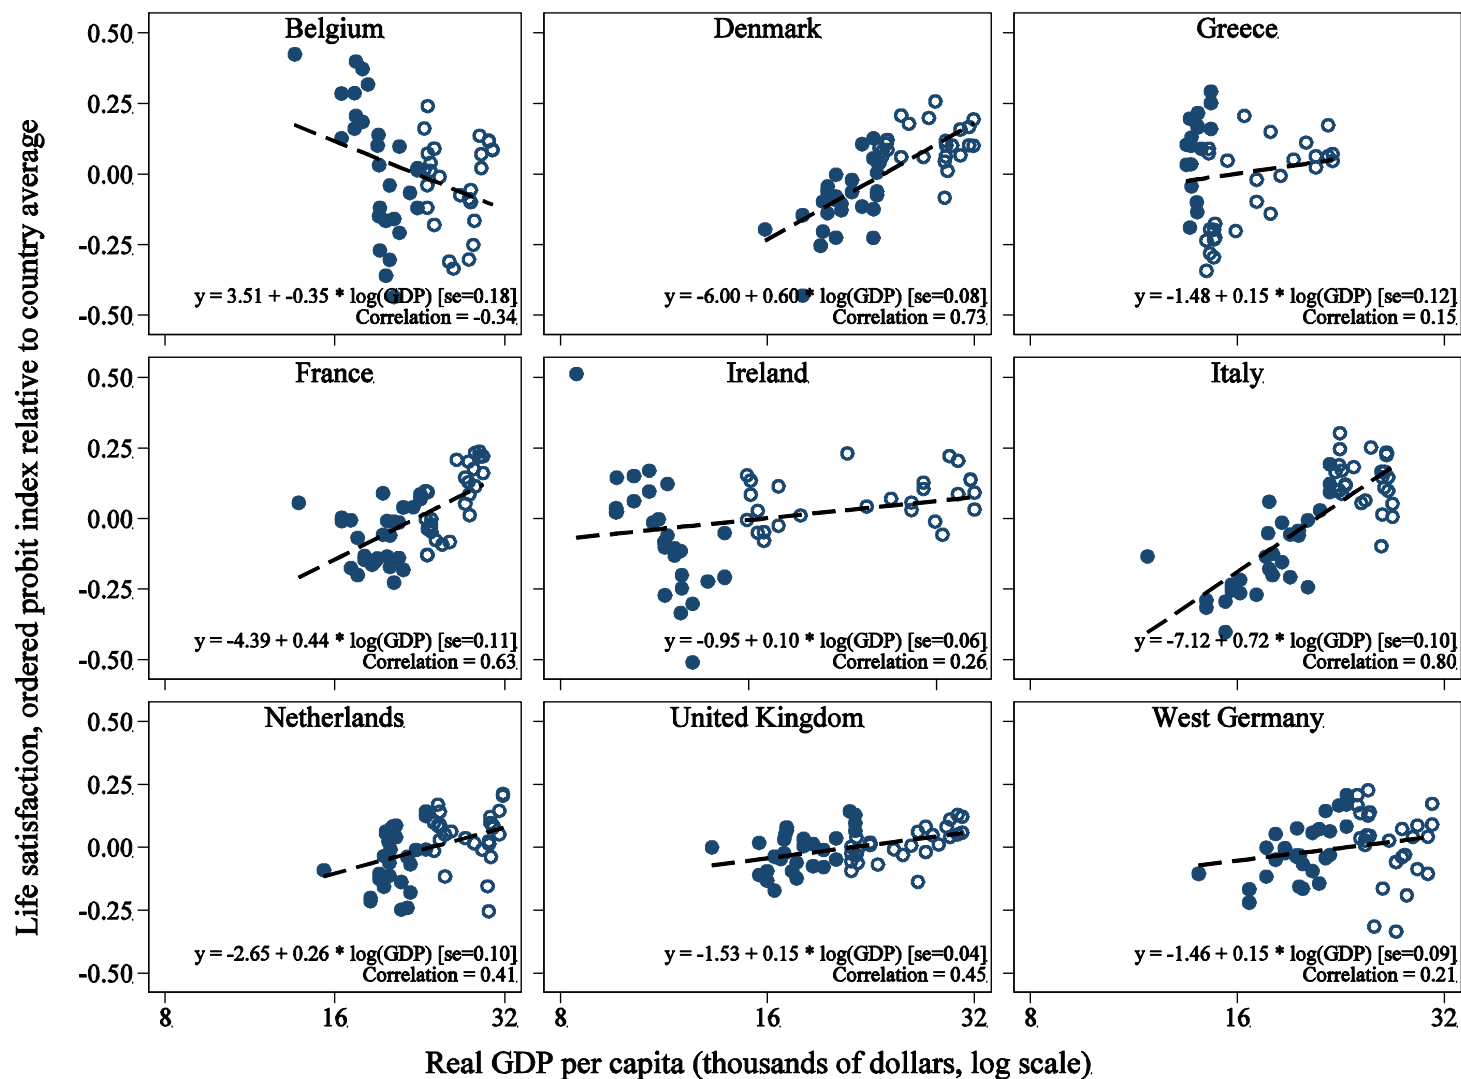 Life satisfaction, ordered probit index relative to country average
Belgium
Denmark
Greece
0.50
0.25
0.00
-0.25
-0.50
y = 3.51 + -0.35 * log(GDP) [se=0.18]
Correlation = -0.34
y = -6.00 + 0.60 * log(GDP) [se=0.08]
Correlation = 0.73
y = -1.48 + 0.15 * log(GDP) [se=0.12]
Correlation = 0.15
France
Ireland
Italy
0.50
0.25
0.00
-0.25
-0.50
y = -4.39 + 0.44 * log(GDP) [se=0.11]
Correlation = 0.63
y = -0.95 + 0.10 * log(GDP) [se=0.06]
Correlation = 0.26
y = -7.12 + 0.72 * log(GDP) [se=0.10]
Correlation = 0.80
Netherlands
United Kingdom
West Germany
0.50
0.25
0.00
-0.25
-0.50
y = -2.65 + 0.26 * log(GDP) [se=0.10]
Correlation = 0.41
y = -1.53 + 0.15 * log(GDP) [se=0.04]
Correlation = 0.45
y = -1.46 + 0.15 * log(GDP) [se=0.09]
Correlation = 0.21
8 16 32 8 16 32 8 16 32
Real GDP per capita (thousands of dollars, log scale)